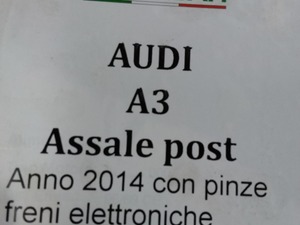 AUDI
A3
Assale post
Anno 2014 con pinze
freni elettroniche